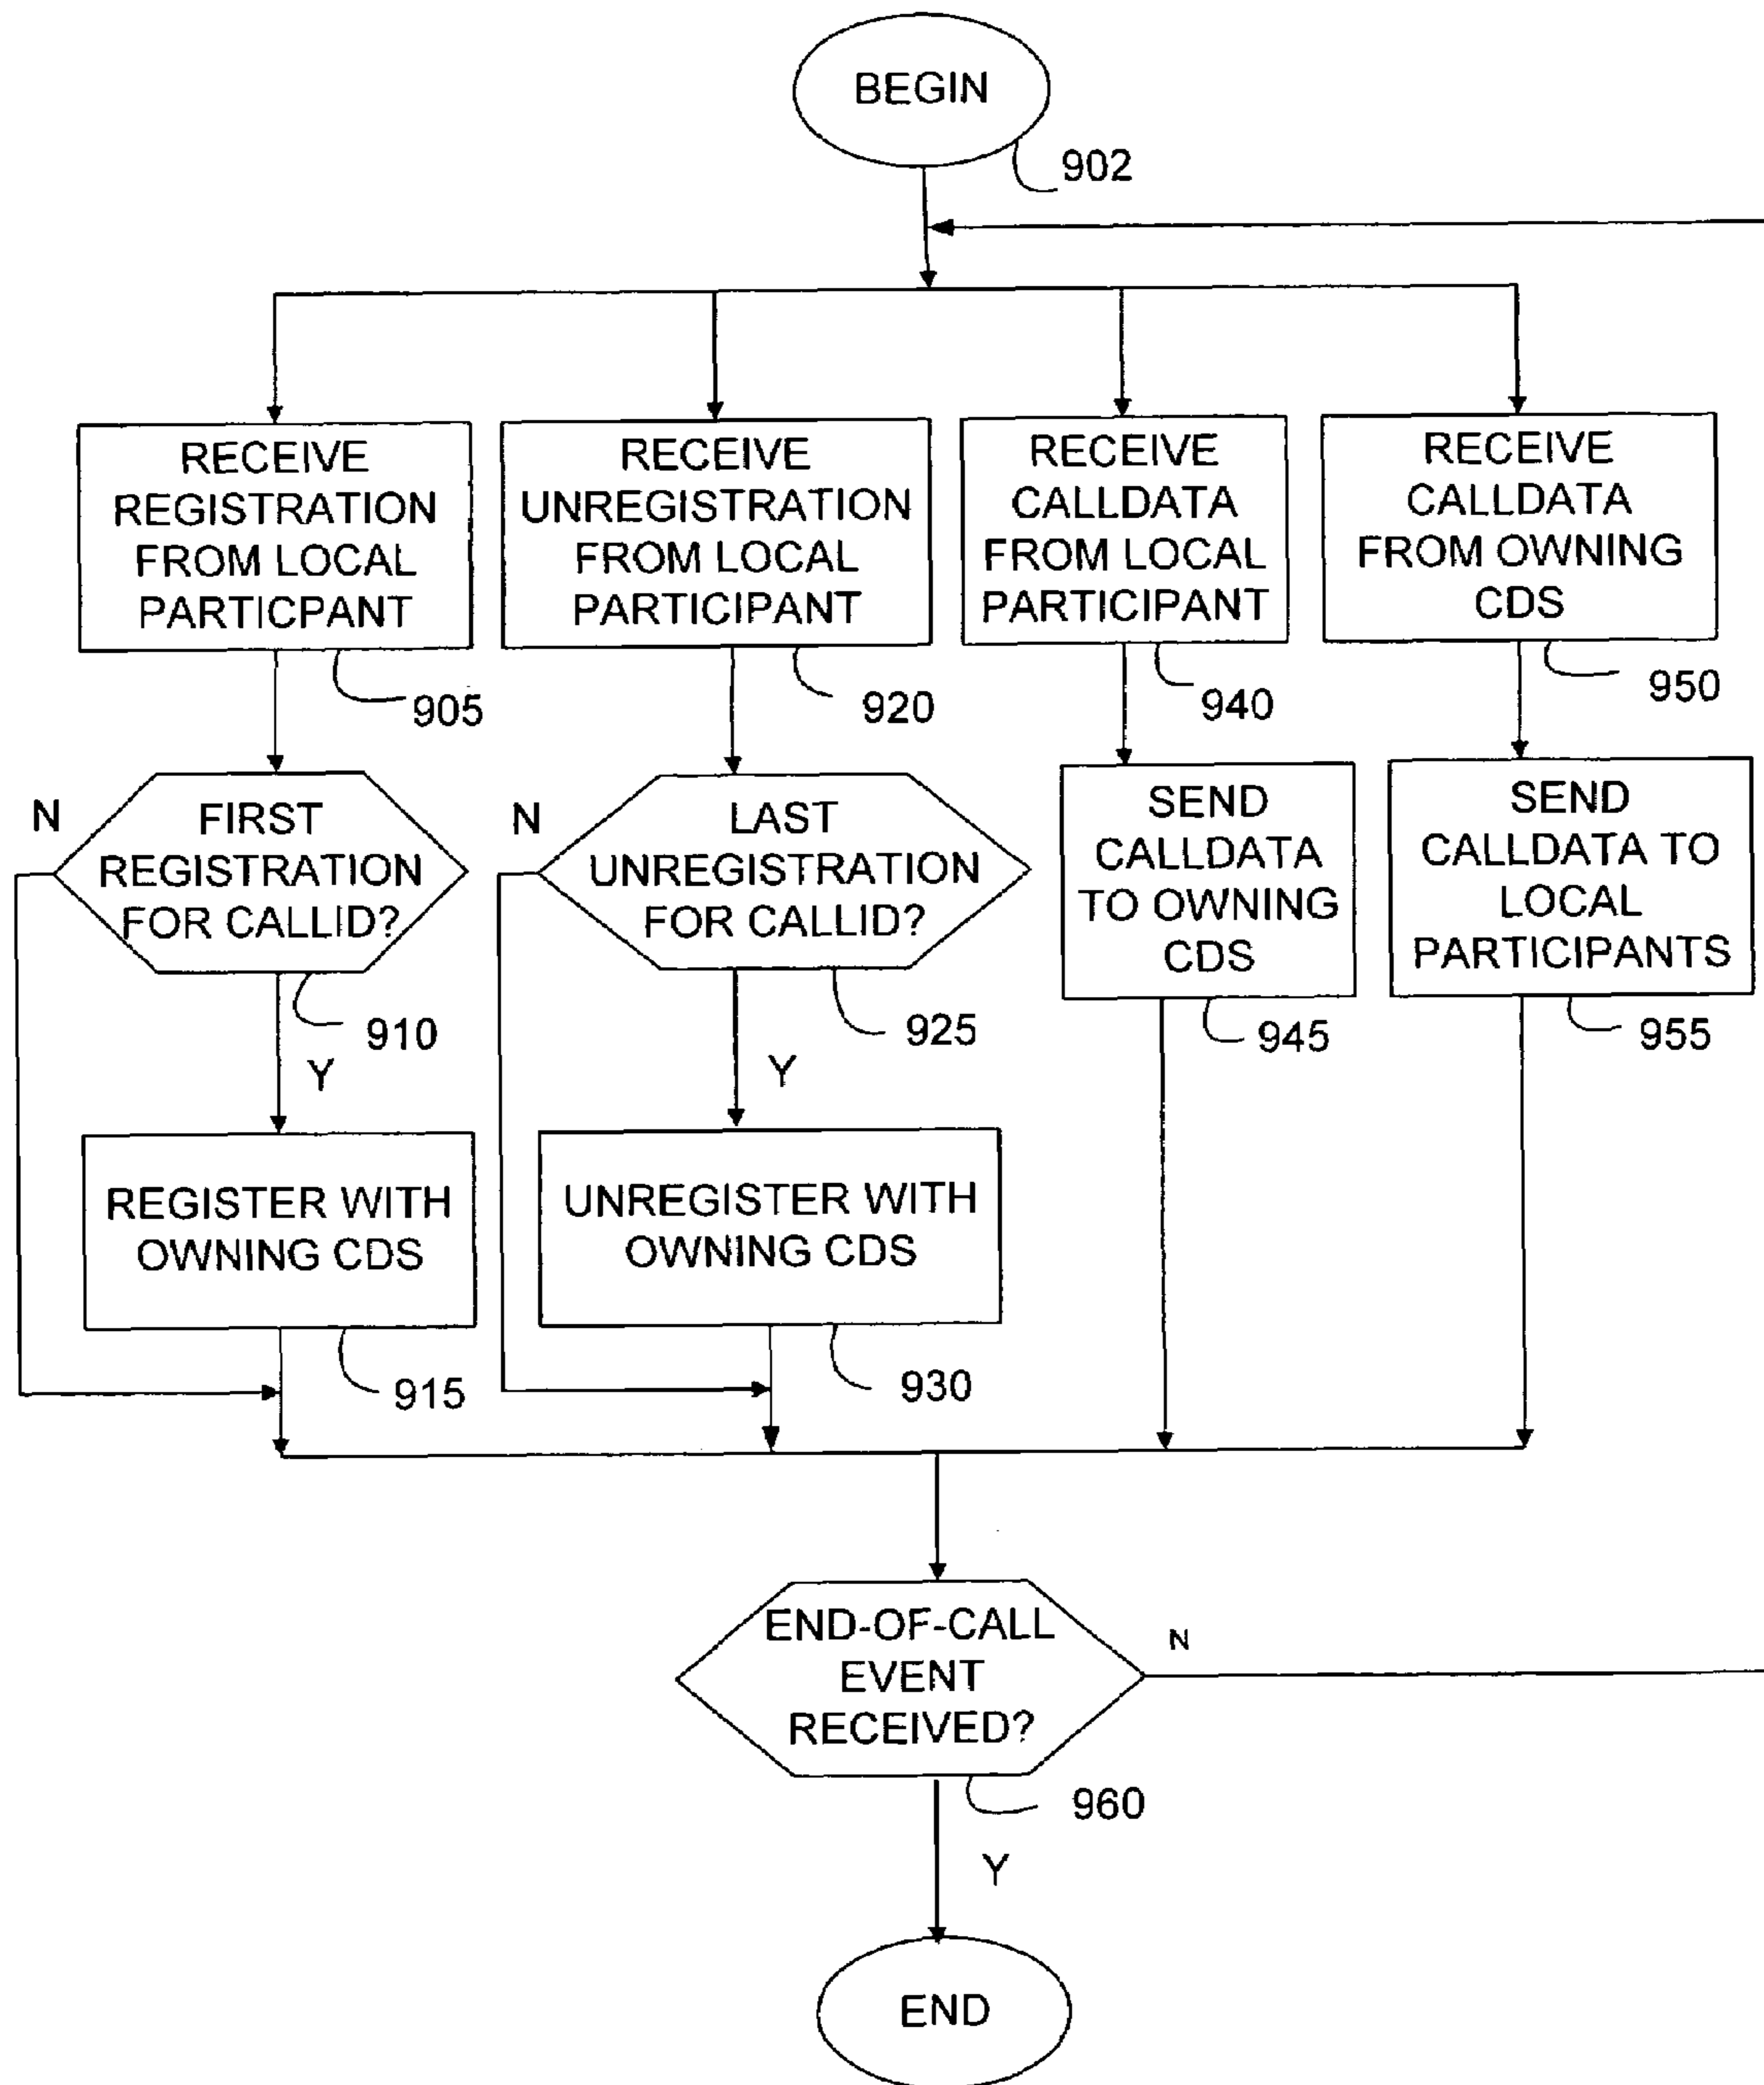 BEGIN
902
RECEIVE
REGISTRATION
FROM LOCAL
PARTICPANT
905
RECEIVE
UNREGISTRATION
FROM LOCAL
PARTICIPANT
920
RECEIVE
CALLDATA
FROM LOCAL
PARTICIPANT
940
RECEIVE
CALLDATA
FROM OWNING
CDS
950
N
FIRST
REGISTRATION
FOR CALLID?
910
Y
N
LAST
UNREGISTRATION
FOR CALLID?
925
Y
SEND
CALLDATA
TO OWNING
CDS
945
SEND
CALLDATA TO
LOCAL
PARTICIPANTS
955
REGISTER WITH
OWNING CDS
915
UNREGISTER WITH
OWNING CDS
930
END-OF-CALL
EVENT
RECEIVED?
N
960
Y
END